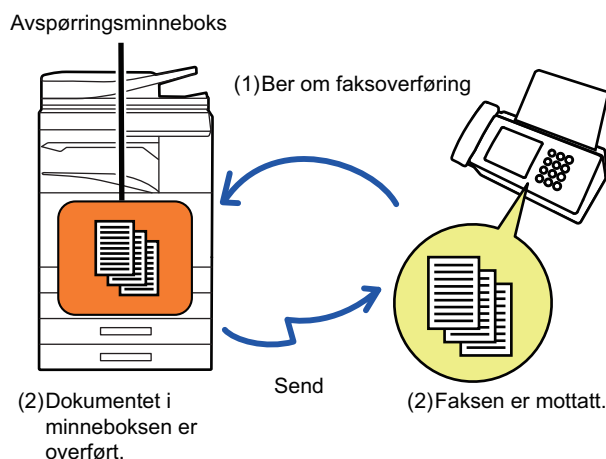 Avspørringsminneboks
(1)Ber om faksoverføring
Send
(2)Dokumentet i
minneboksen er
overført.
(2)Faksen er mottatt.